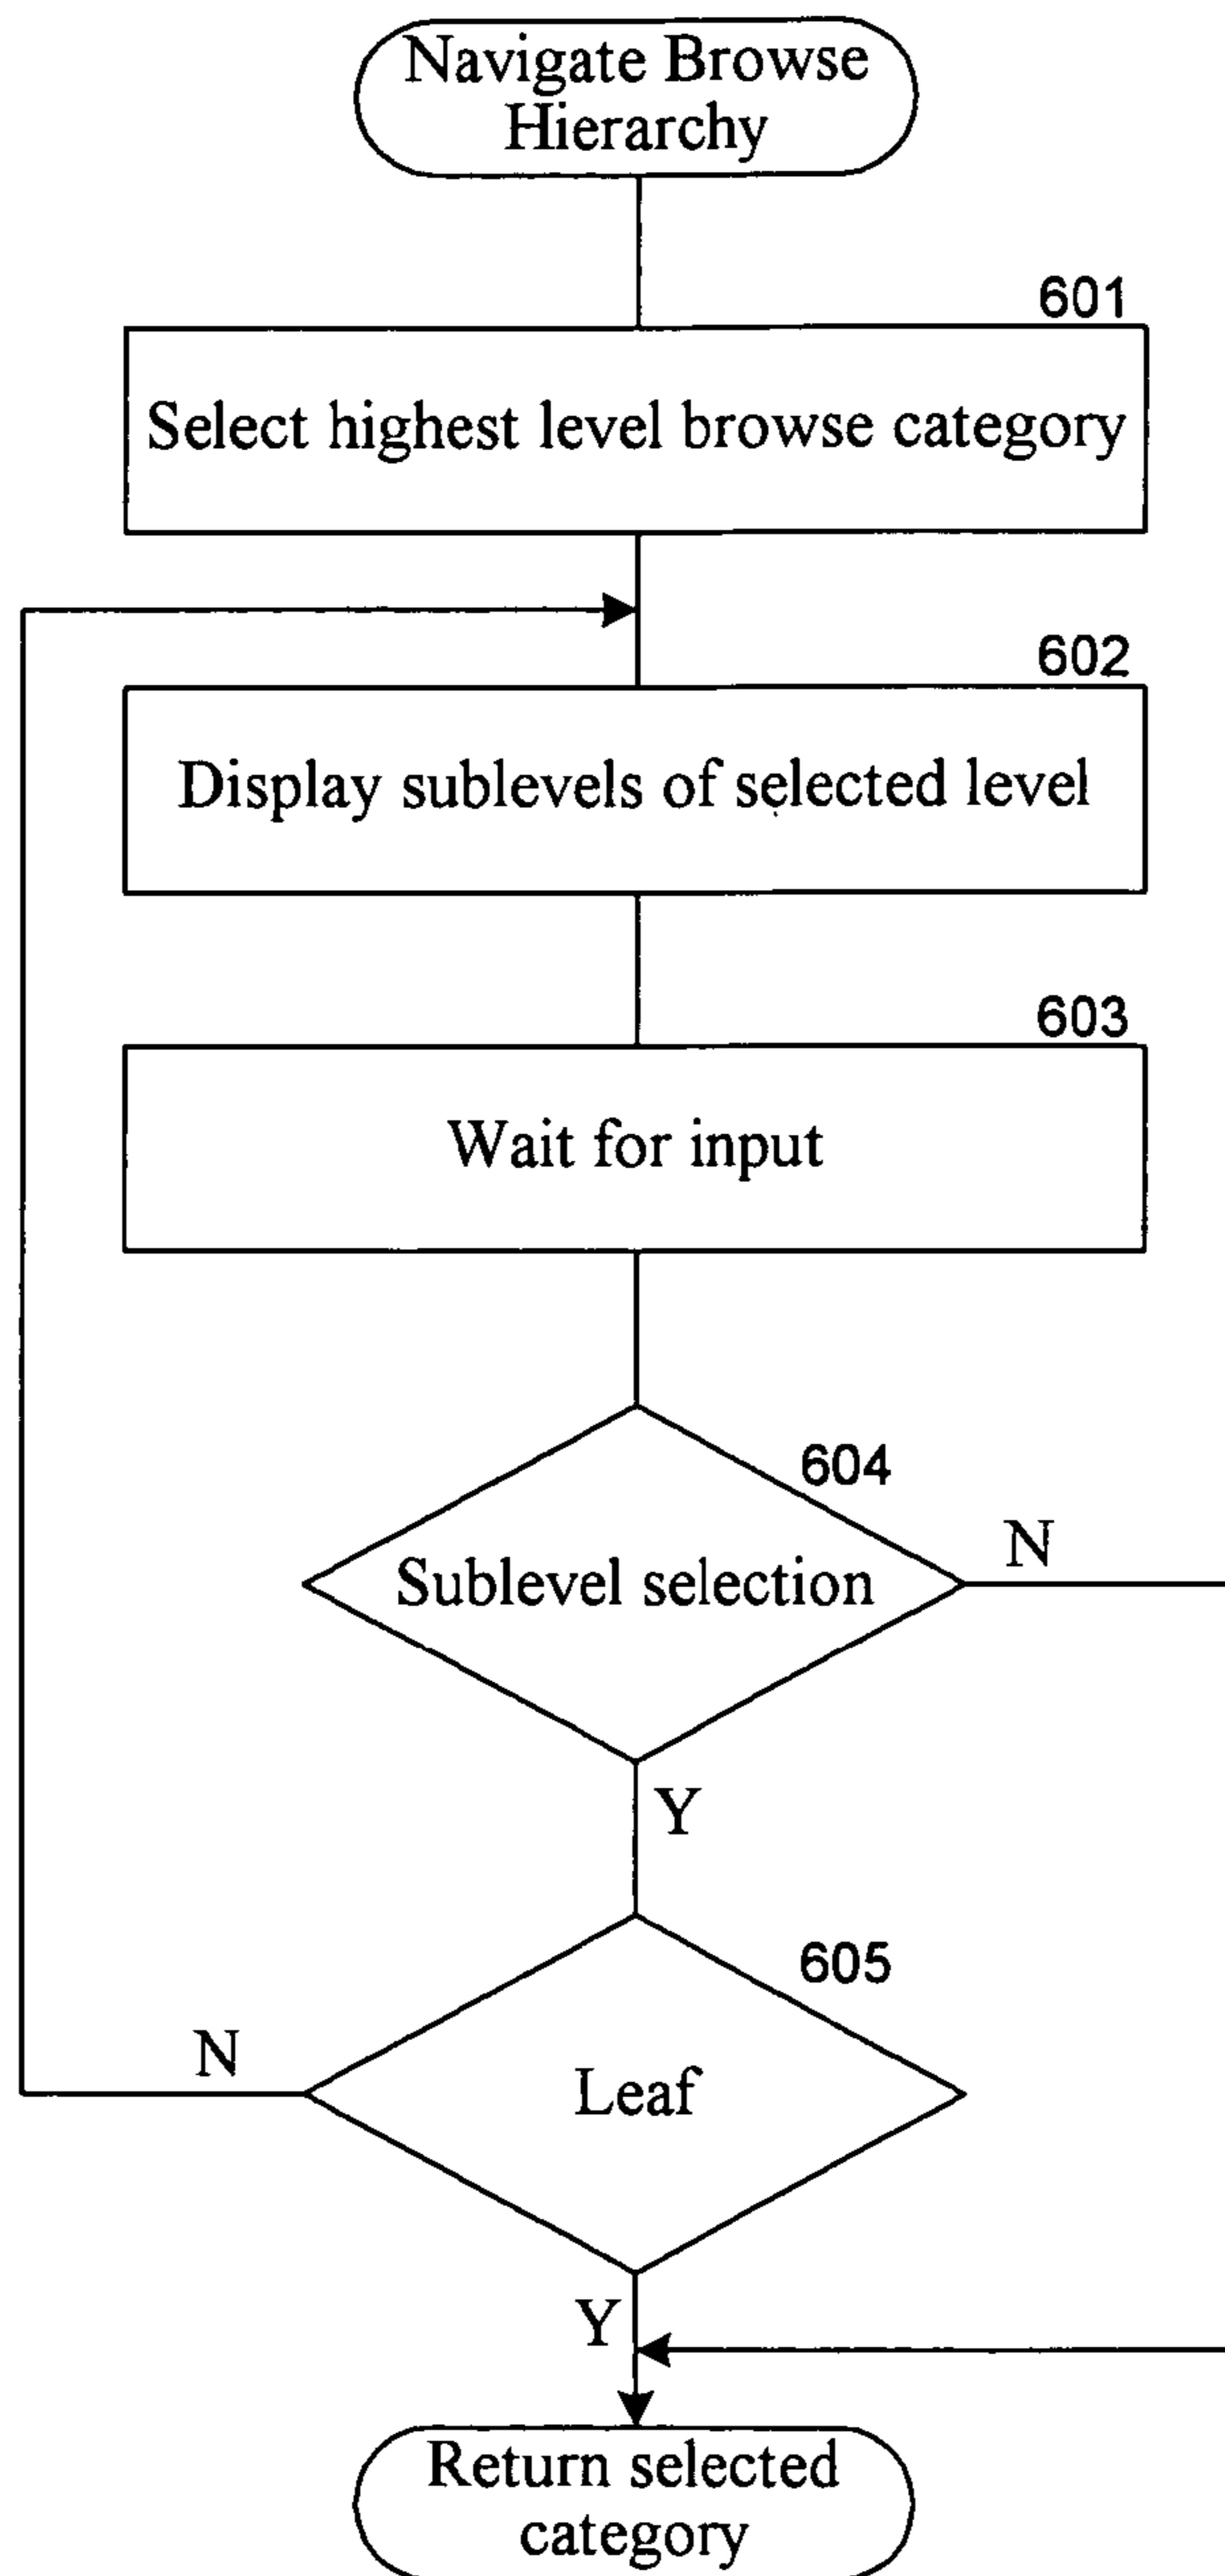 Navigate Browse
Hierarchy
601
Select highest level browse category
602
Display sublevels of selected level
603
Wait for input
604
Sublevel selection
N
Y
605
Leaf
N
Y
Return selected
category